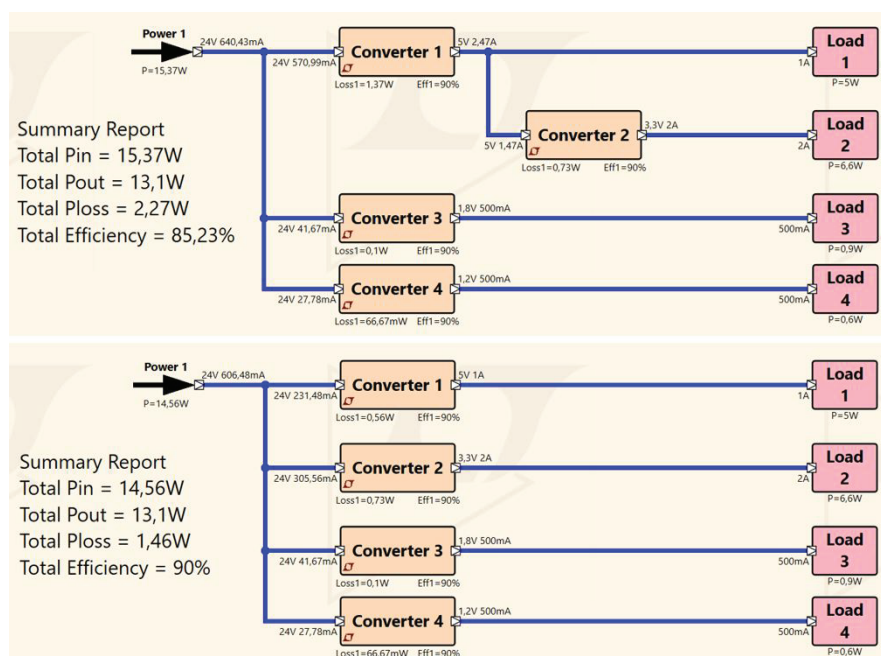 Power 1
24V 640,43mA
P=15,37W
24V 570,99mA
Converter 1
5V 2,47A
Loss1=1,37W Eff1=90%
1A
Load
1
P=5W
5V 1,47A
Converter 2
3,3V 2A
Loss1=0,73W Eff1=90%
2A
Load
2
P=6,6W
Summary Report
Total Pin = 15,37W
Total Pout = 13,1W
Total Ploss = 2,27W
Total Efficiency = 85,23%
24V 41,67mA
Converter 3
1,8V 500mA
Loss1=0,1W Eff1=90%
500mA
Load
3
P=0,9W
24V 27,78mA
Converter 4
1,2V 500mA
Loss1=66,67mW Eff1=90%
500mA
Load
4
P=0,6W
Power 1
24V 606,48mA
P=14,56W
24V 231,48mA
Converter 1
5V 1A
Loss1=0,56W Eff1=90%
1A
Load
1
P=5W
24V 305,56mA
Converter 2
3,3V 2A
Loss1=0,73W Eff1=90%
2A
Load
2
P=6,6W
Summary Report
Total Pin = 14,56W
Total Pout = 13,1W
Total Ploss = 1,46W
Total Efficiency = 90%
24V 41,67mA
Converter 3
1,8V 500mA
Loss1=0,1W Eff1=90%
500mA
Load
3
P=0,9W
24V 27,78mA
Converter 4
1,2V 500mA
Loss1=66,67mW Eff1=90%
500mA
Load
4
P=0,6W